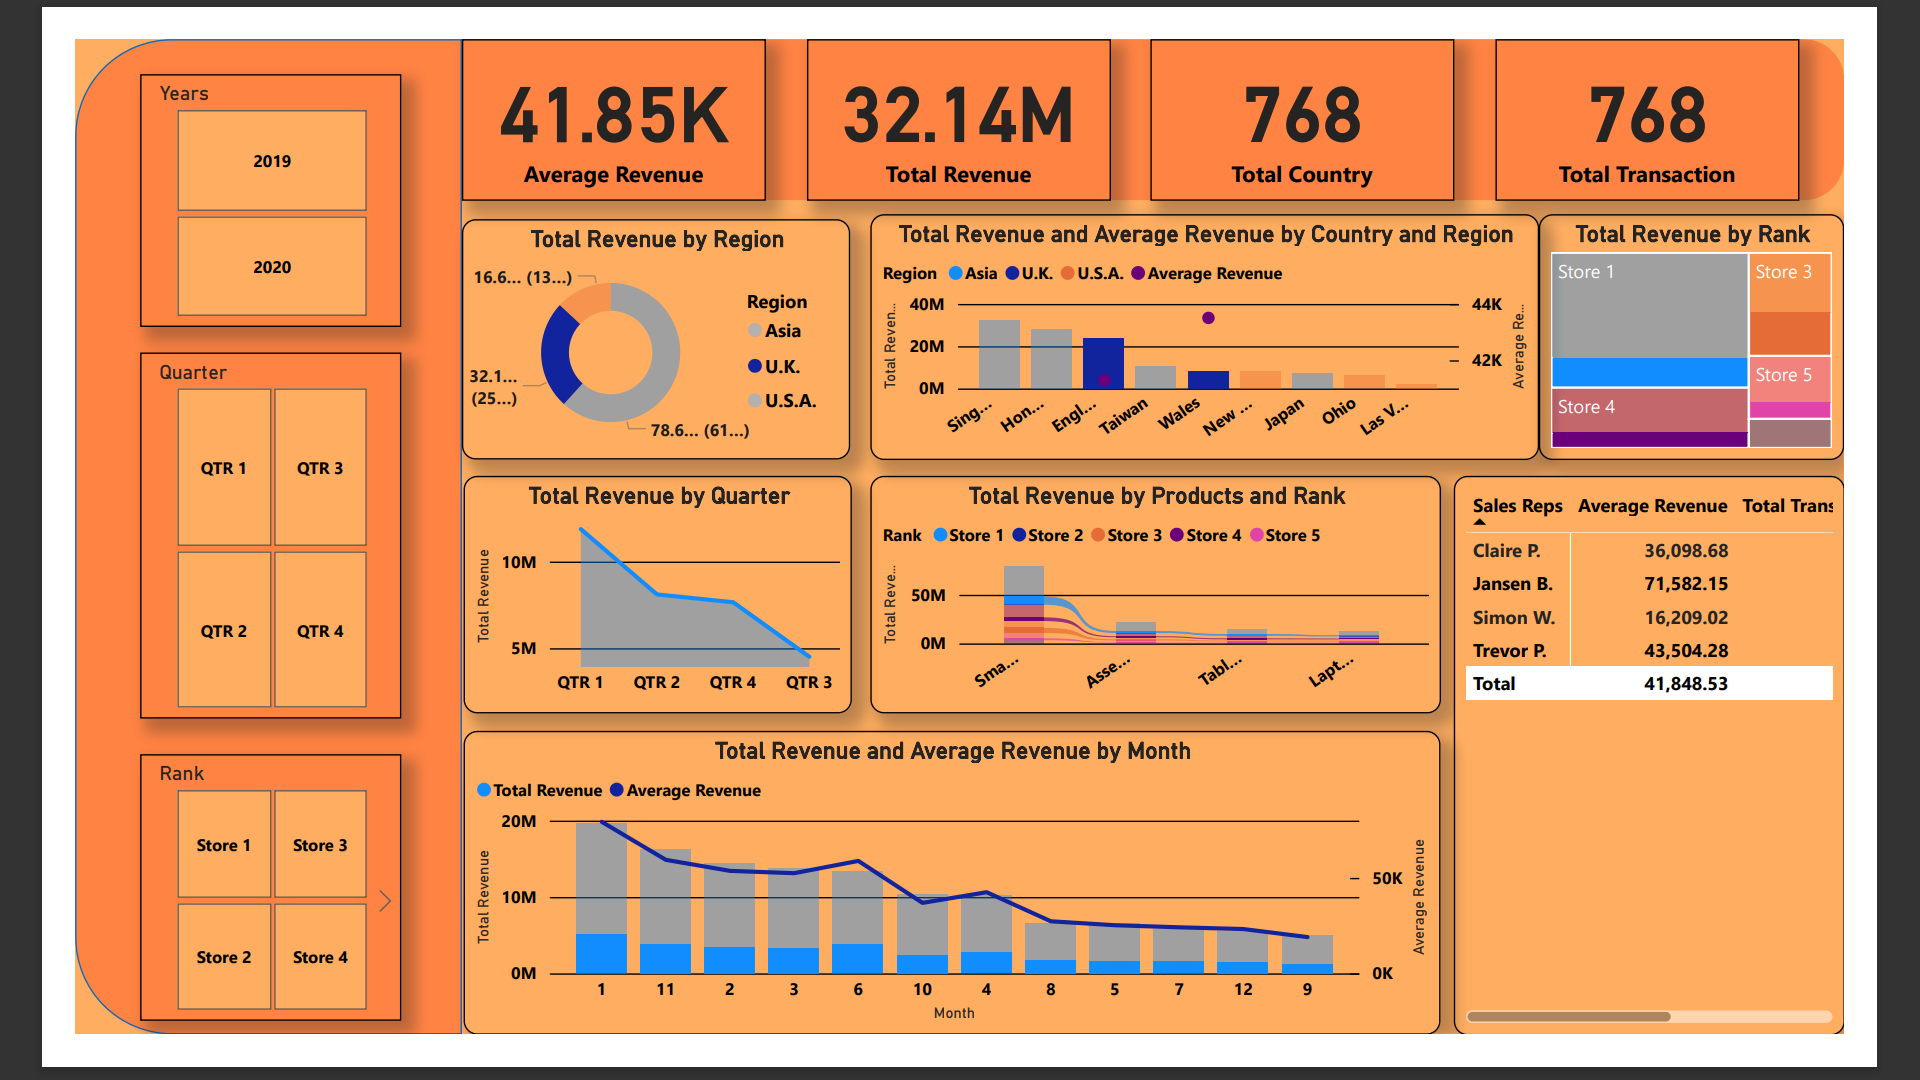 Years
2019
2020
Quarter
QTR 1
QTR 3
QTR 2
QTR 4
Rank
Store 1
Store 3
Store 2
Store 4
41.85K
Average Revenue
32.14M
Total Revenue
768
Total Country
768
Total Transaction
Total Revenue by Region
16.6... (13...)
32.1...
(25...)
78.6... (61...)
Region
Asia
U.K.
U.S.A.
Total Revenue and Average Revenue by Country and Region
Region Asia U.K. U.S.A. Average Revenue
Total Reven...
40M
20M
0M
44K
42K
Average Re...
Sing...
Hon...
Engl...
Taiwan
Wales
New ...
Japan
Ohio
Las V...
Total Revenue by Rank
Store 1
Store 3
Store 5
Store 4
Total Revenue by Quarter
Total Revenue
10M
5M
QTR 1 QTR 2 QTR 4 QTR 3
Total Revenue by Products and Rank
Rank Store 1 Store 2 Store 3 Store 4 Store 5
Total Reve...
50M
0M
Sma...
Asse...
Tabl...
Lapt...
Sales Reps Average Revenue Total Trans
Claire P. 36,098.68
Jansen B. 71,582.15
Simon W. 16,209.02
Trevor P. 43,504.28
Total 41,848.53
Total Revenue and Average Revenue by Month
Total Revenue Average Revenue
Total Revenue
20M
10M
0M
50K
0K
Average Revenue
1 11 2 3 6 10 4 8 5 7 12 9
Month